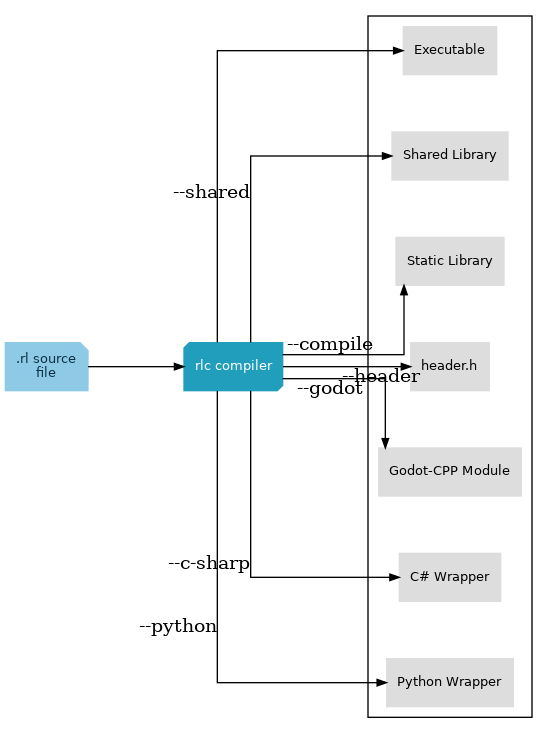 Executable
Shared Library
--shared
Static Library
--compile
.rl source
file
rlc compiler
header.h
--header
--godot
Godot-CPP Module
--c-sharp
C# Wrapper
--python
Python Wrapper